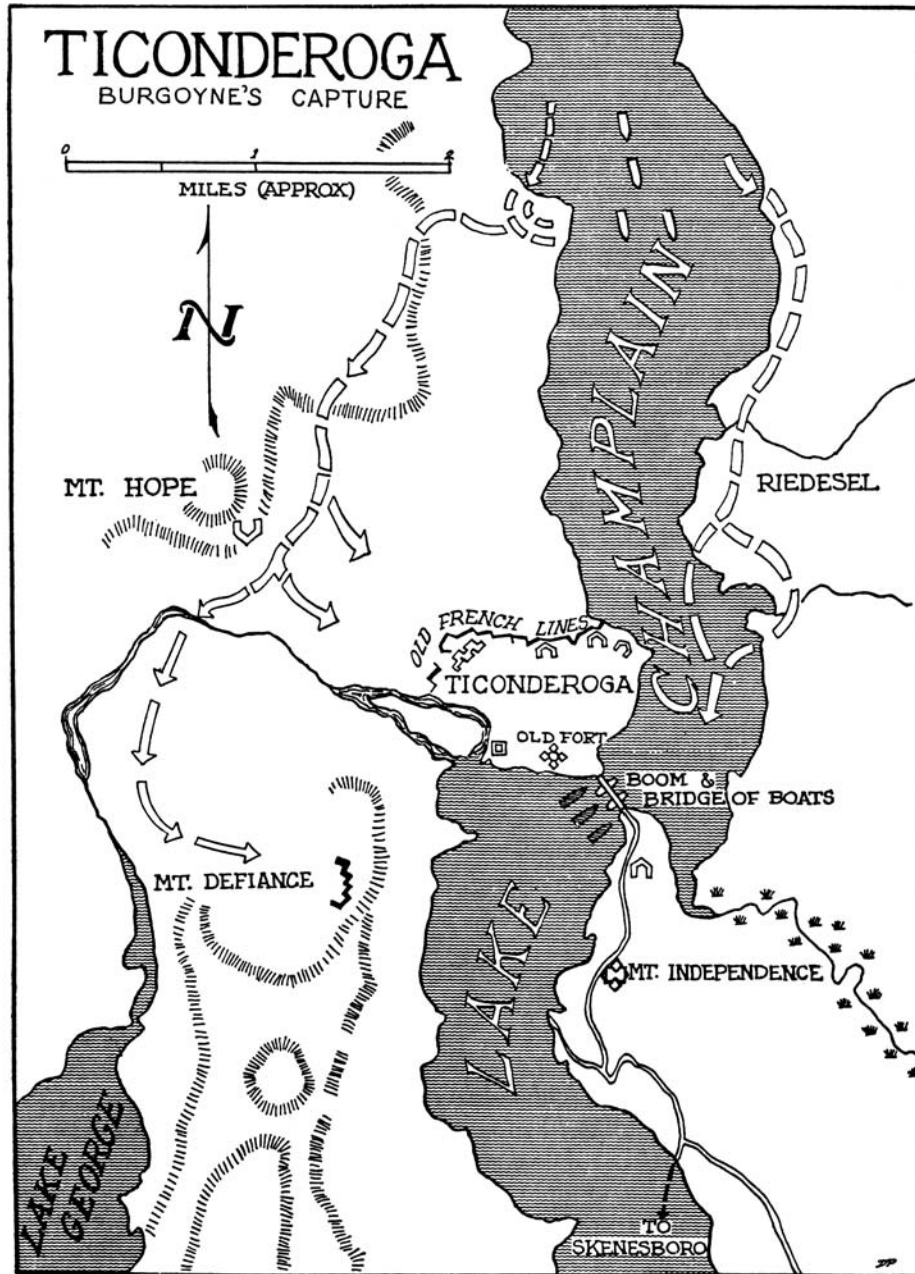 TICONDEROGA
BURGOYNE'S CAPTURE
0 1 2
MILES (APPROX)
N
CHAMPLAIN
MT. HOPE
RIEDESEL
OLD FRENCH LINES
TICONDEROGA
OLD FORT
BOOM &
BRIDGE OF BOATS
MT. DEFIANCE
LAKE
MT. INDEPENDENCE
LAKE
GEORGE
TO
SKENESBORO